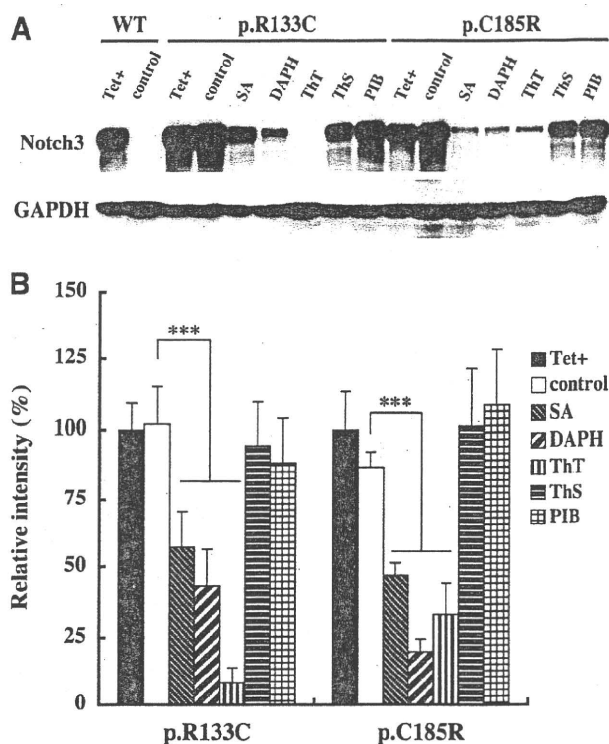 A
WT p.R133C p.C185R
Tet+ control Tet+ control SA DAPH ThT ThS PIB Tet+ control SA DAPH ThT ThS PIB
Notch3
GAPDH
B
150
125
100
75
50
25
0
Relative intensity (%)
***
***
Tet+
control
SA
DAPH
ThT
ThS
PIB
p.R133C p.C185R